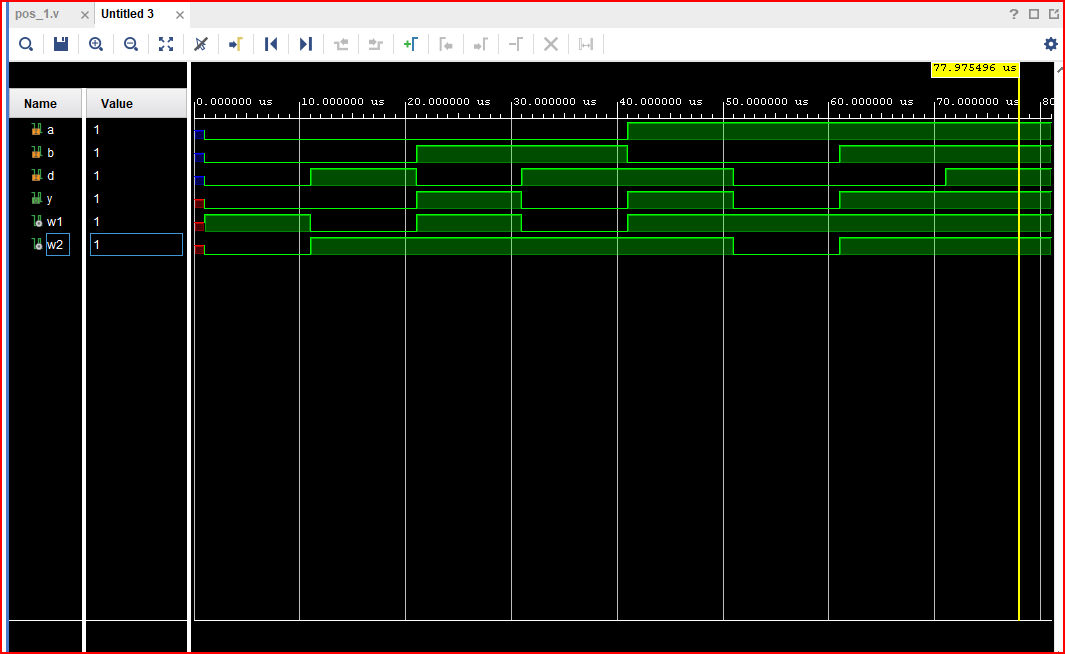 pos_1.v Untitled 3
77.975496 us
Name Value
0.000000 us 10.000000 us 20.000000 us 30.000000 us 40.000000 us 50.000000 us 60.000000 us 70.000000 us 80
a 1
b 1
d 1
y 1
w1 1
w2 1